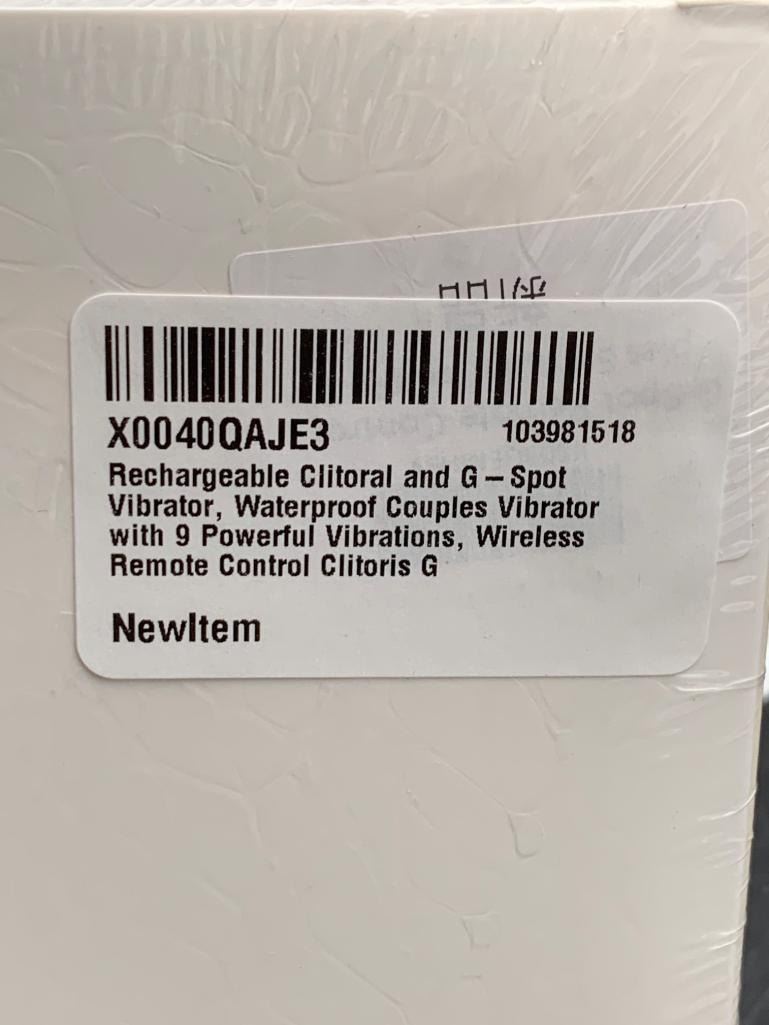 X0040QAJE3 103981518
Rechargeable Clitoral and G – Spot
Vibrator, Waterproof Couples Vibrator
with 9 Powerful Vibrations, Wireless
Remote Control Clitoris G
NewItem